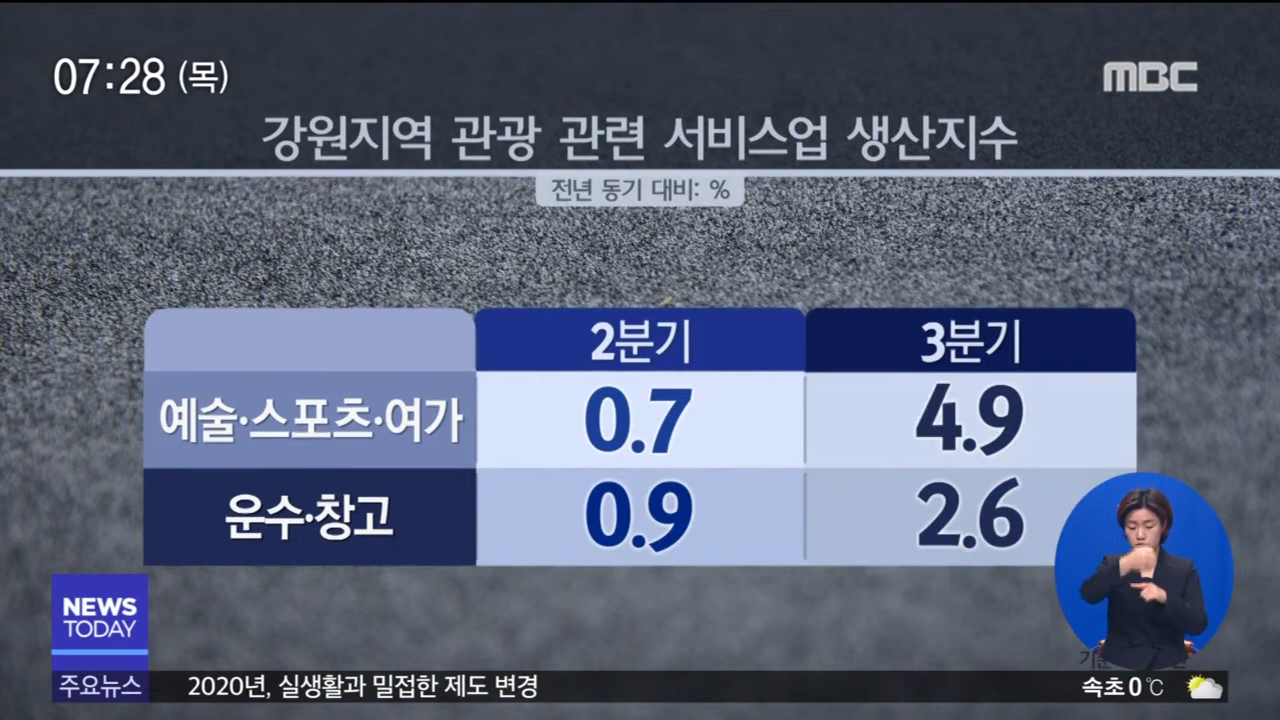 07:28 (목)
MBC
강원지역 관광 관련 서비스업 생산지수
전년 동기 대비: %
2분기 3분기
예술·스포츠·여가 0.7 4.9
운수·창고 0.9 2.6
NEWS
TODAY
주요뉴스 2020년, 실생활과 밀접한 제도 변경 속초 0℃